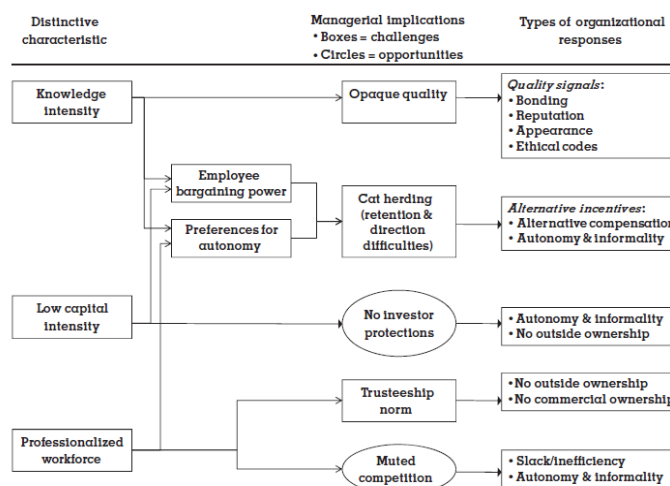 Distinctive
characteristic
Managerial implications
• Boxes = challenges
• Circles = opportunities
Types of organizational
responses
Knowledge
intensity
Opaque quality
Quality signals:
• Bonding
• Reputation
• Appearance
• Ethical codes
Employee
bargaining power
Preferences for
autonomy
Cat herding
(retention &
direction
difficulties)
Alternative incentives:
• Alternative compensation
• Autonomy & informality
Low capital
intensity
No investor
protections
• Autonomy & informality
• No outside ownership
Trusteeship
norm
• No outside ownership
• No commercial ownership
Professionalized
workforce
Muted
competition
• Slack/inefficiency
• Autonomy & informality